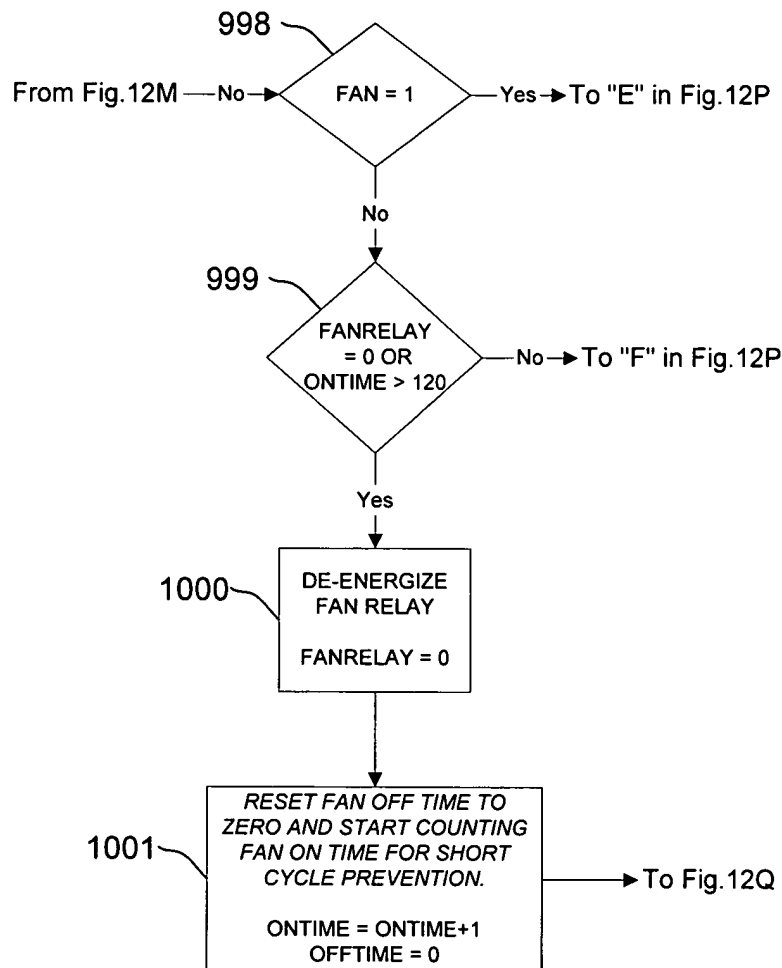 998
From Fig.12M
No
FAN = 1
Yes
To "E" in Fig.12P
No
999
FANRELAY
= 0 OR
ONTIME > 120
No
To "F" in Fig.12P
Yes
1000
DE-ENERGIZE
FAN RELAY
FANRELAY = 0
1001
RESET FAN OFF TIME TO
ZERO AND START COUNTING
FAN ON TIME FOR SHORT
CYCLE PREVENTION.
ONTIME = ONTIME+1
OFFTIME = 0
To Fig.12Q